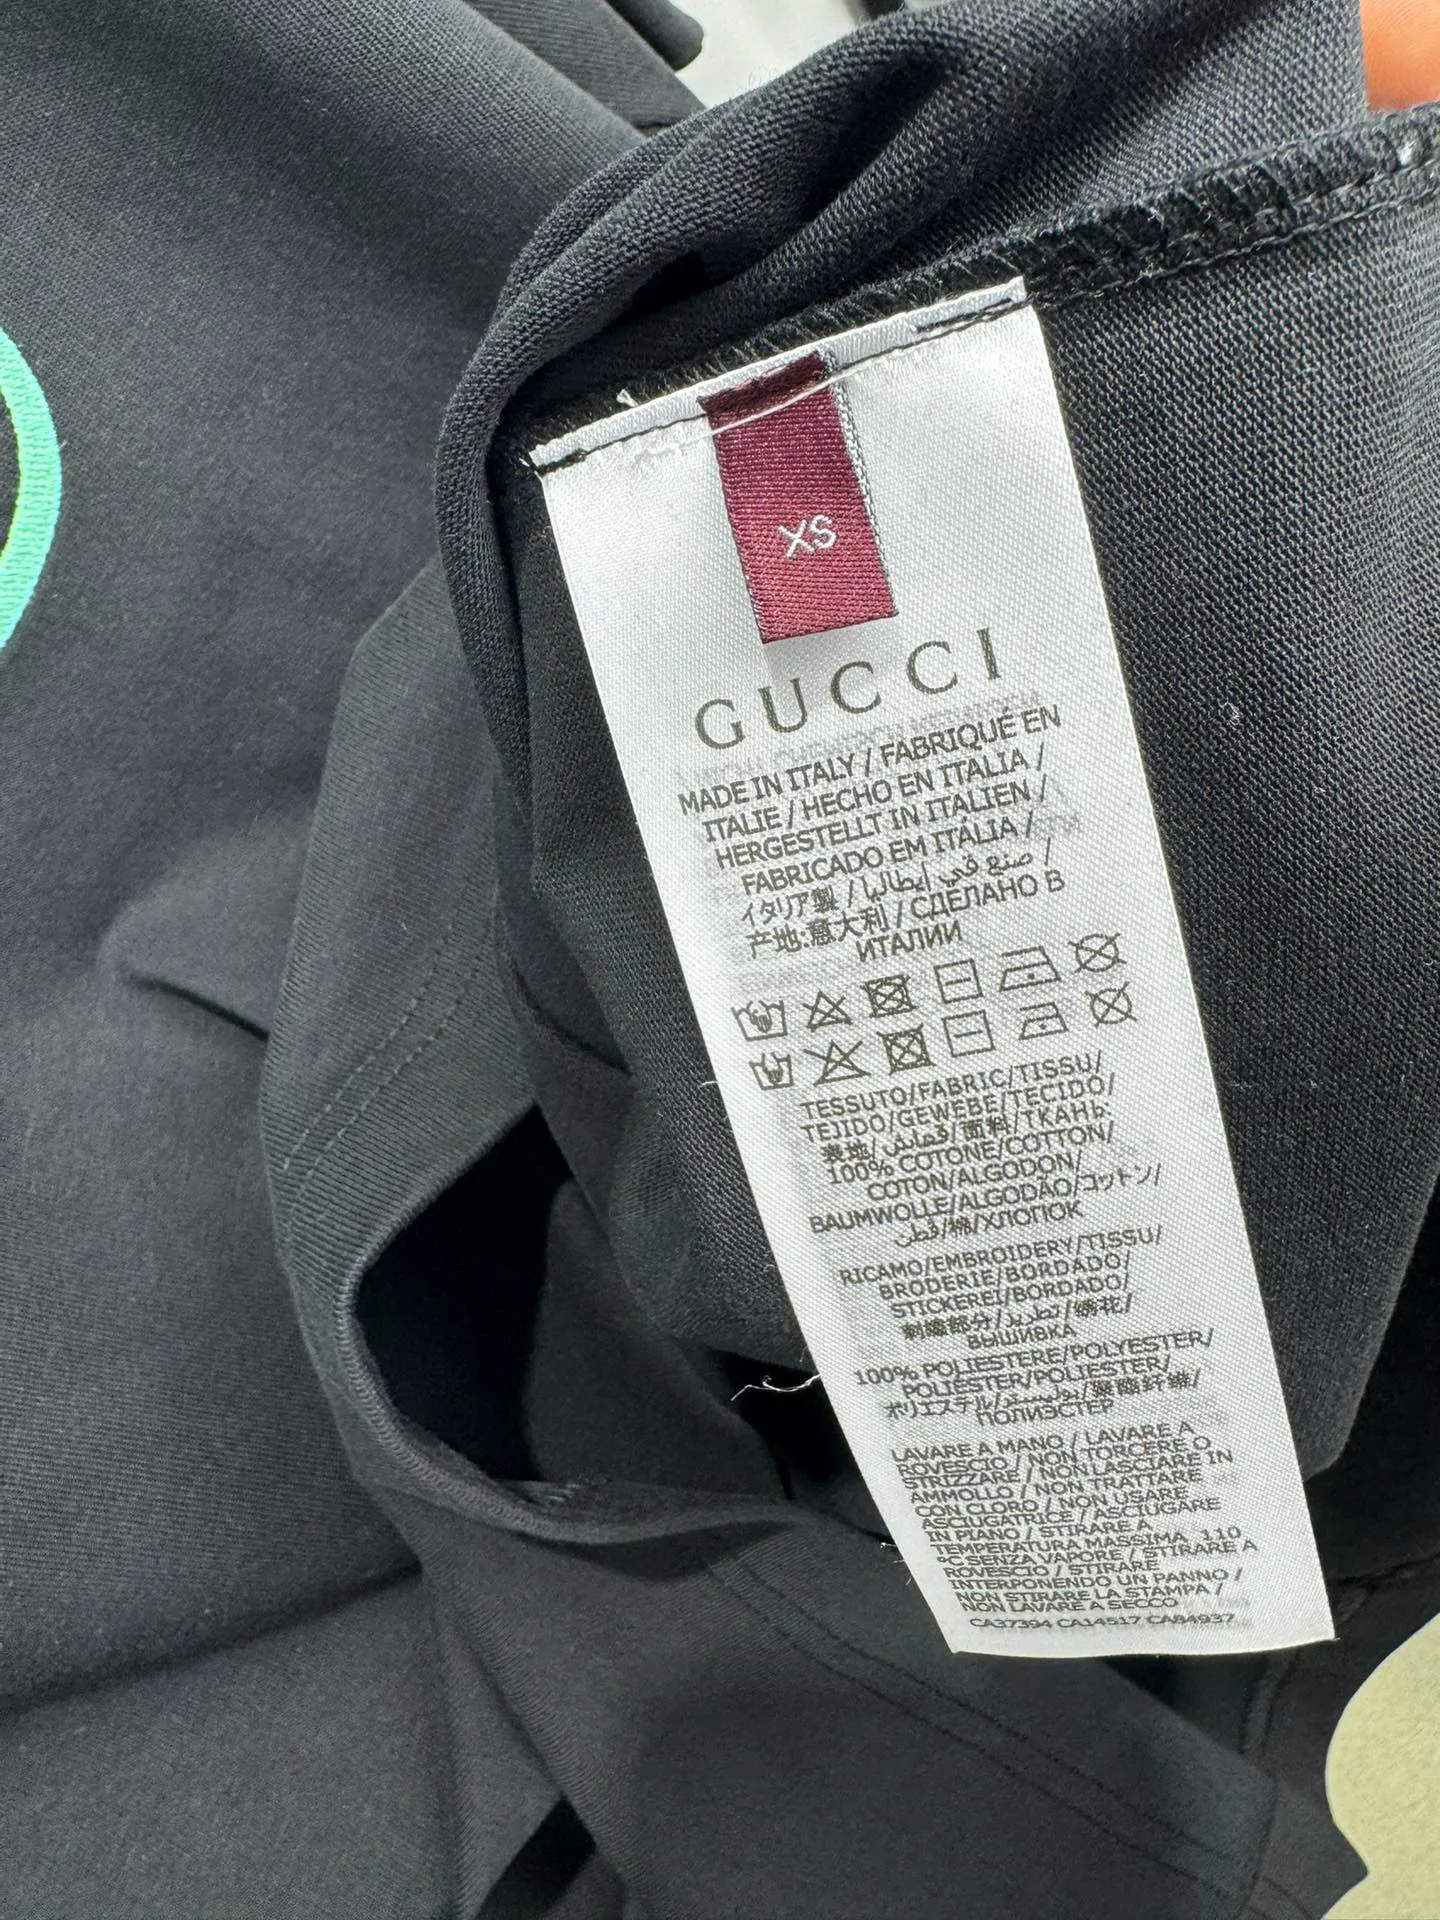 XS
GUCCI
MADE IN ITALY / FABRIQUÉ EN
ITALIE / HECHO EN ITALIA /
HERGESTELLT IN ITALIEN /
FABRICADO EM ITÁLIA /
イタリア製 / صنع في إيطاليا /
产地:意大利 / СДЕЛАНО В
ИТАЛИИ
TESSUTO/FABRIC/TISSU/
TEJIDO/GEWEBE/TECIDO/
表地/قماش/面料/ТКАНЬ:
100% COTONE/COTTON/
COTON/ALGODON/
BAUMWOLLE/ALGODÃO/コットン/
قطن/棉/ХЛОПОК
RICAMO/EMBROIDERY/TISSU/
BRODERIE/BORDADO/
STICKEREI/BORDADO/
刺繍部分/تطريز/绣花/
ВЫШИВКА
100% POLIESTERE/POLYESTER/
POLIESTER/POLIESTER/
ポリエステル/بوليستر/聚酯纤维/
ПОЛИЭСТЕР
LAVARE A MANO / LAVARE A
ROVESCIO / NON TORCERE O
STRIZZARE / NON LASCIARE IN
AMMOLLO / NON TRATTARE
CON CLORO / NON USARE
ASCIUGATRICE / ASCIUGARE
IN PIANO / STIRARE A
TEMPERATURA MASSIMA 110
°C SENZA VAPORE / STIRARE A
ROVESCIO / STIRARE
INTERPONENDO UN PANNO /
NON STIRARE LA STAMPA /
NON LAVARE A SECCO
CA37394 CA14517 CA84937